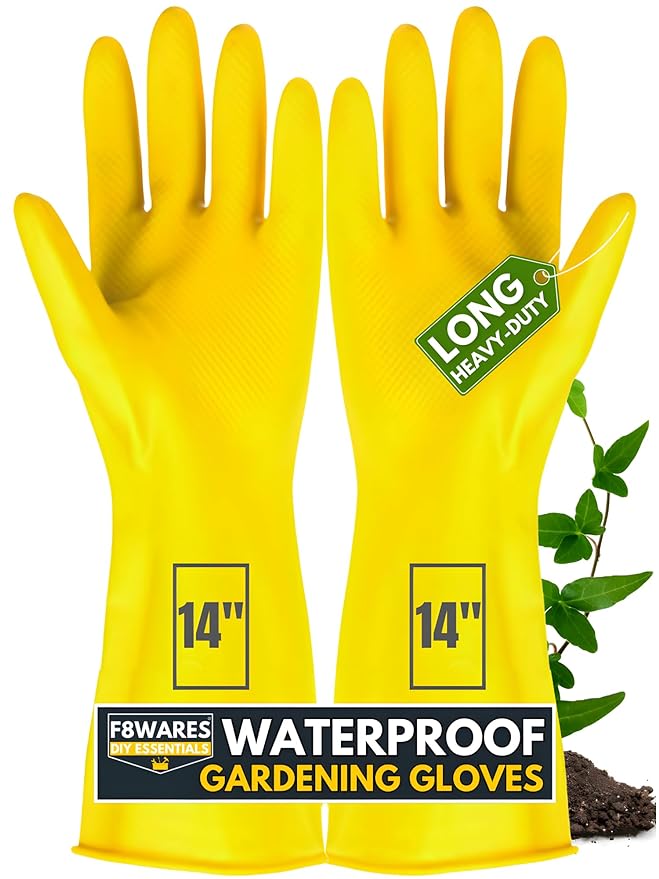 LONG
HEAVY-DUTY
14"
14"
F8WARES
DIY ESSENTIALS
WATERPROOF
GARDENING GLOVES